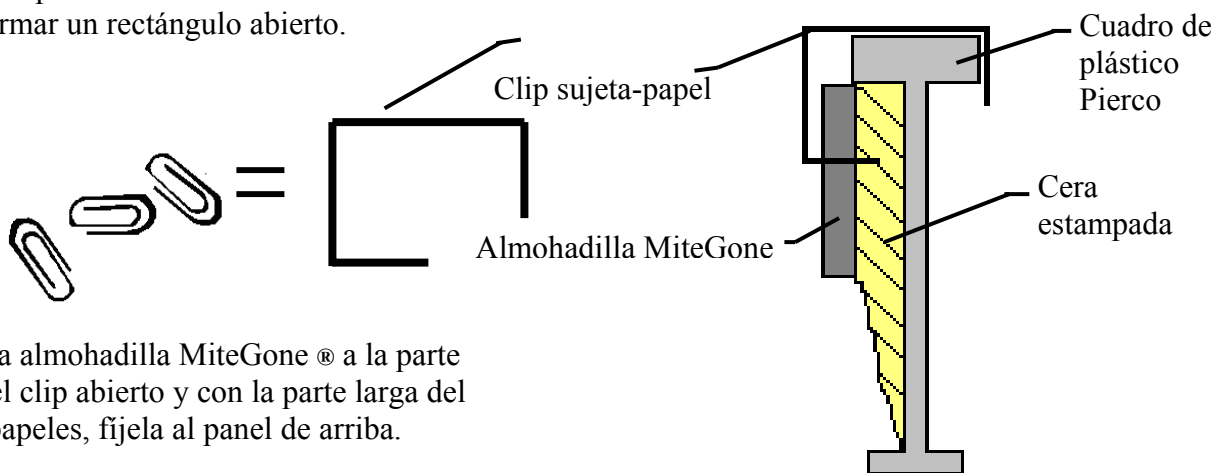 rmar un rectángulo abierto.
Clip sujeta-papel
Cuadro de
plástico
Pierco
Cera
estampada
Almohadilla MiteGone
a almohadilla MiteGone ® a la parte
el clip abierto y con la parte larga del
papeles, fíjela al panel de arriba.